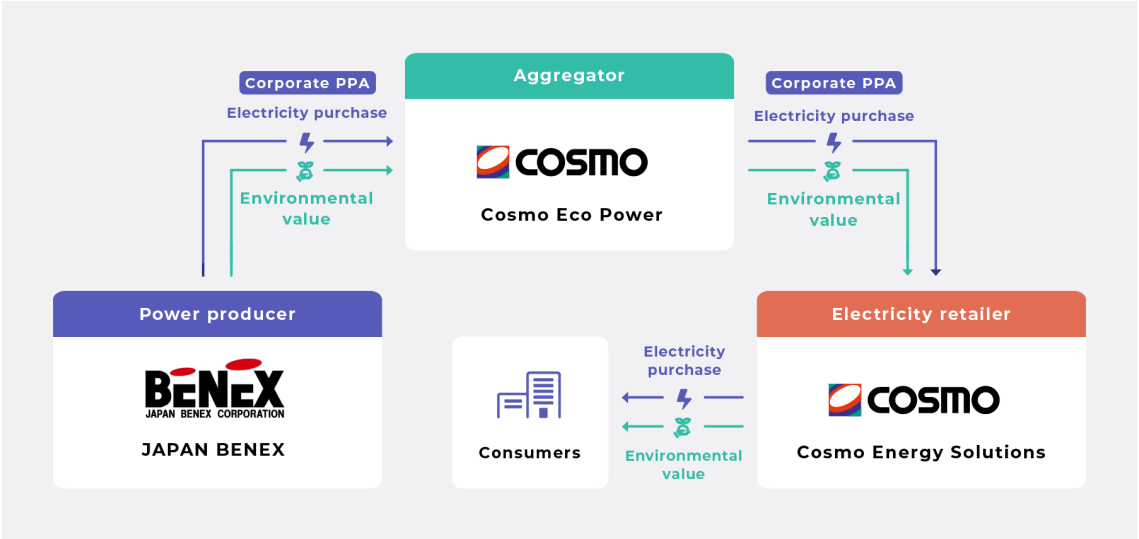 Aggregator
COSMO
Cosmo Eco Power
Corporate PPA
Electricity purchase
Environmental
value
Corporate PPA
Electricity purchase
Environmental
value
Power producer
BENEX
JAPAN BENEX CORPORATION
JAPAN BENEX
Electricity retailer
COSMO
Cosmo Energy Solutions
Electricity
purchase
Environmental
value
Consumers